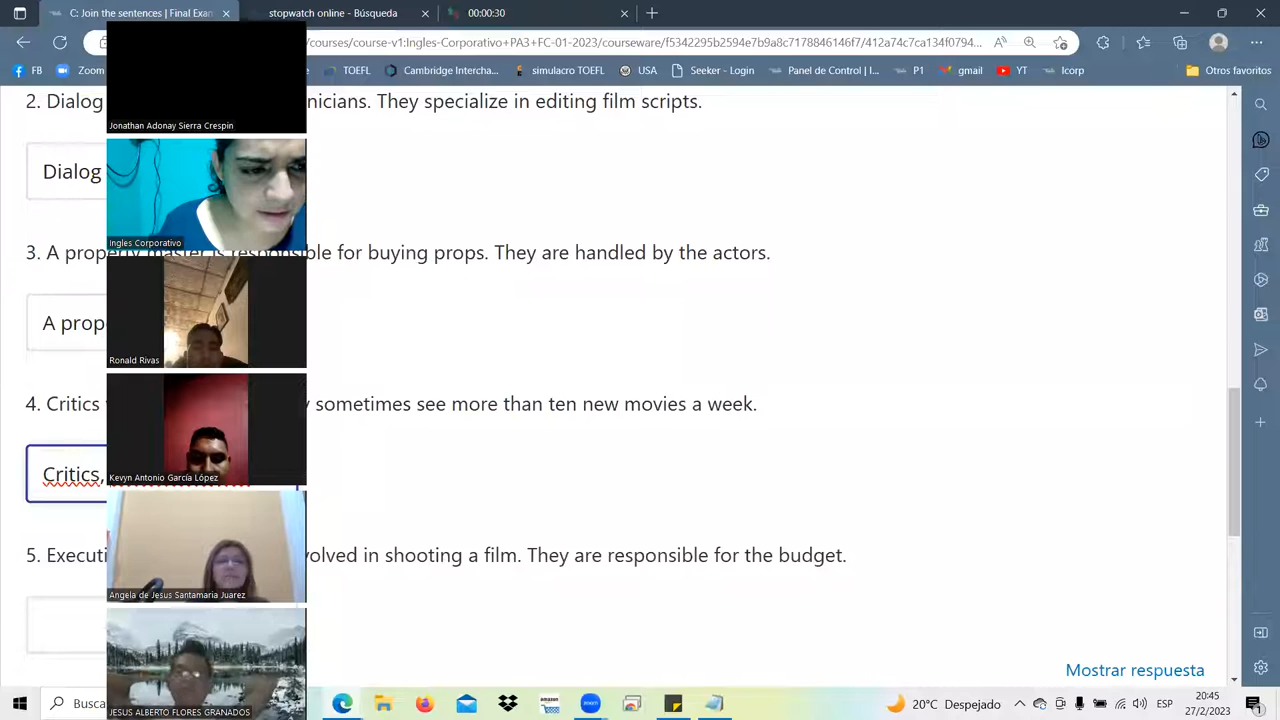 C: Join the sentences | Final Exam
stopwatch online - Búsqueda
00:00:30
/courses/course-v1:Ingles-Corporativo+PA3+FC-01-2023/courseware/f5342295b2594e7b9a8c7178846146f7/412a74c7ca134f0794...
FB
Zoom
TOEFL
Cambridge Intercha...
simulacro TOEFL
USA
Seeker - Login
Panel de Control | I...
P1
gmail
YT
Icorp
Otros favoritos
2. Dialog
nicians. They specialize in editing film scripts.
Jonathan Adonay Sierra Crespin
Dialog
Ingles Corporativo
3. A property master is responsible for buying props. They are handled by the actors.
A prop
Ronald Rivas
4. Critics
sometimes see more than ten new movies a week.
Critics,
Kevyn Antonio García López
5. Executi
volved in shooting a film. They are responsible for the budget.
Angela de Jesus Santamaria Juarez
Mostrar respuesta
JESUS ALBERTO FLORES GRANADOS
Busca
20°C Despejado
ESP
20:45
27/2/2023